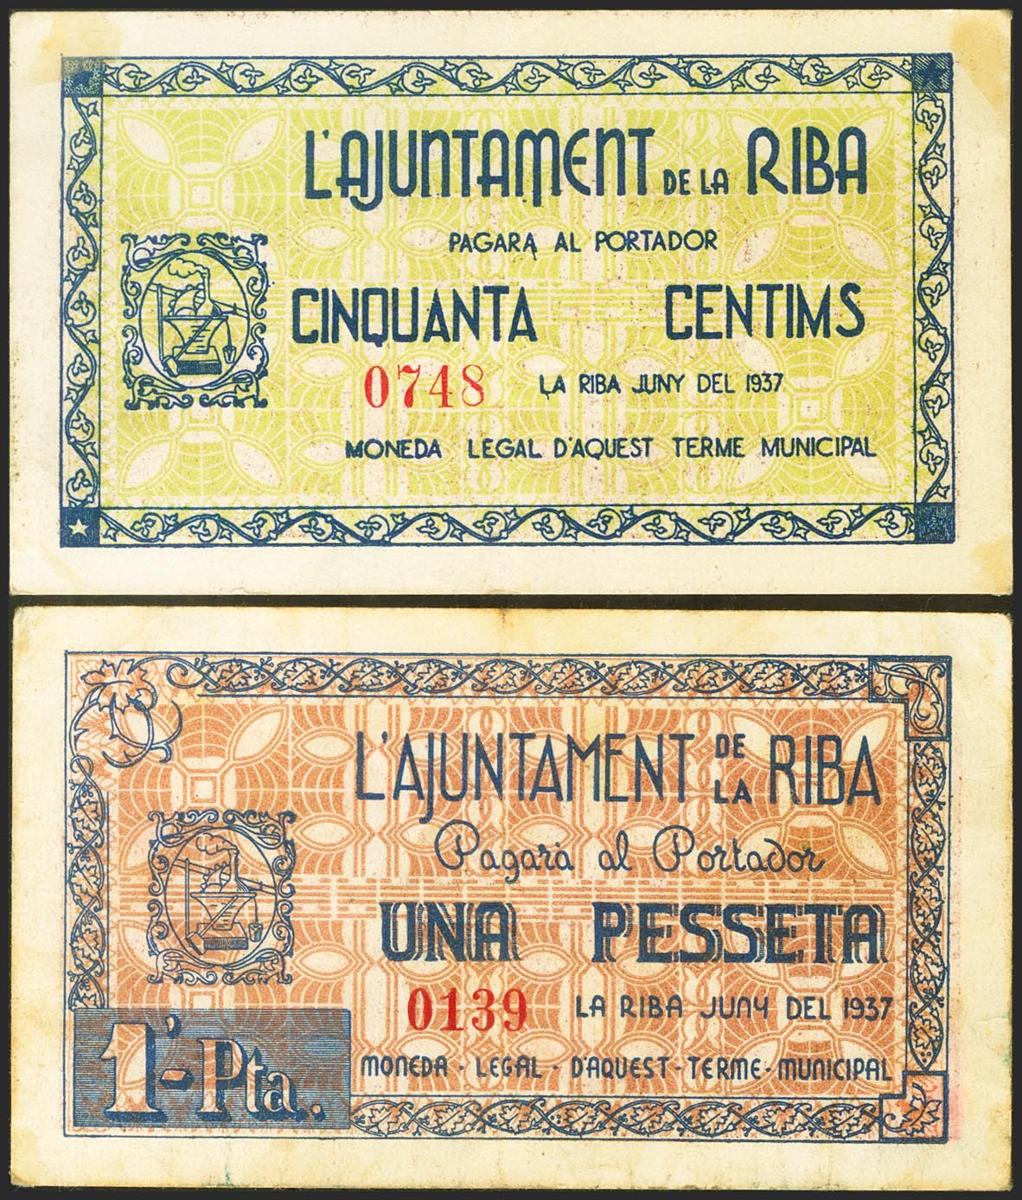 L'AJUNTAMENT DE LA RIBA
PAGARA AL PORTADOR
CINQUANTA CENTIMS
0748 LA RIBA JUNY DEL 1937
MONEDA LEGAL D'AQUEST TERME MUNICIPAL
L'AJUNTAMENT DE LA RIBA
Pagarà al Portador
UNA PESSETA
0139 LA RIBA JUNY DEL 1937
1'-Pta.
MONEDA - LEGAL - D'AQUEST - TERME - MUNICIPAL